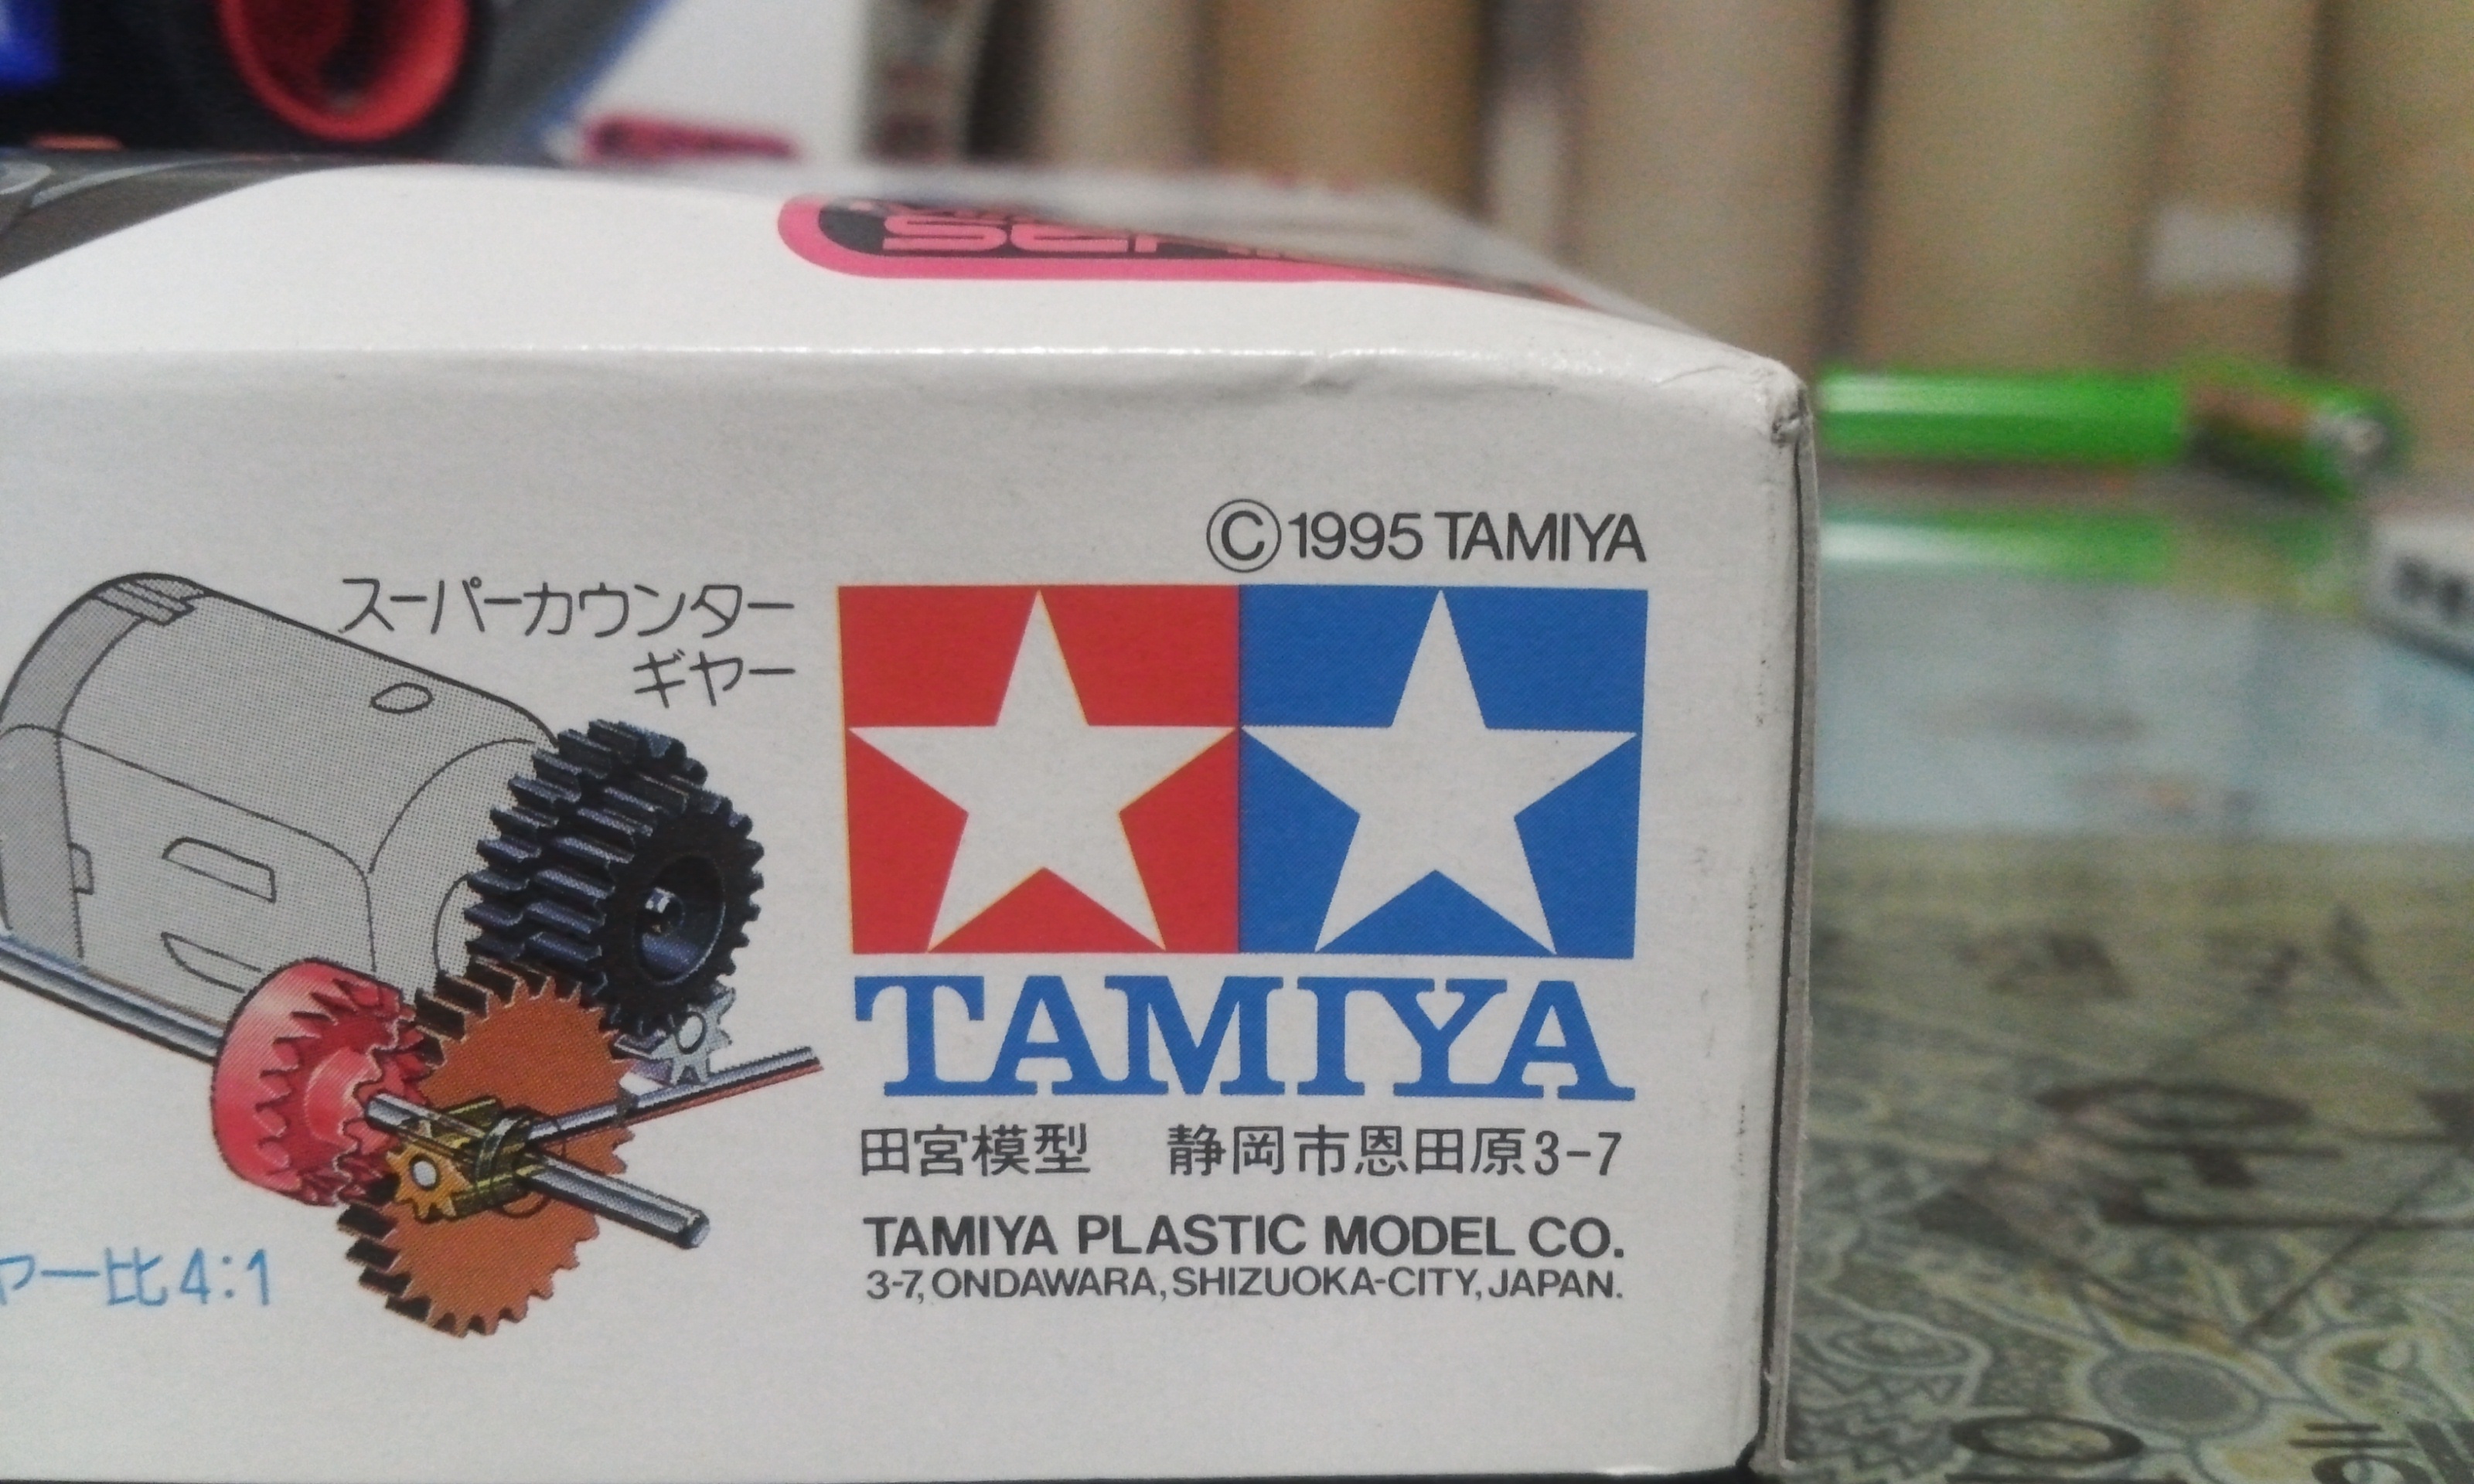 ©1995 TAMIYA
スーパーカウンター
ギヤー
TAMIYA
田宮模型 静岡市恩田原3-7
TAMIYA PLASTIC MODEL CO.
3-7, ONDAWARA, SHIZUOKA-CITY, JAPAN.
ヤー比4:1